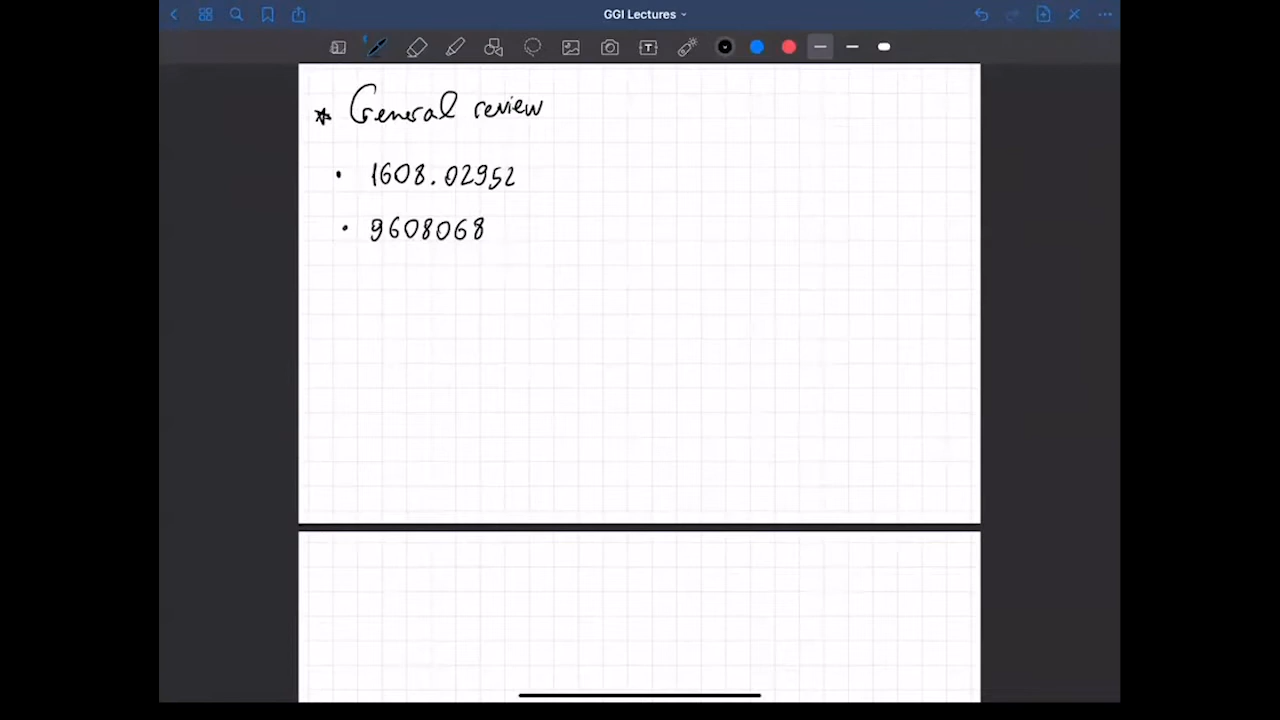 GGI Lectures
* General review
• 1608.02952
• 9608068